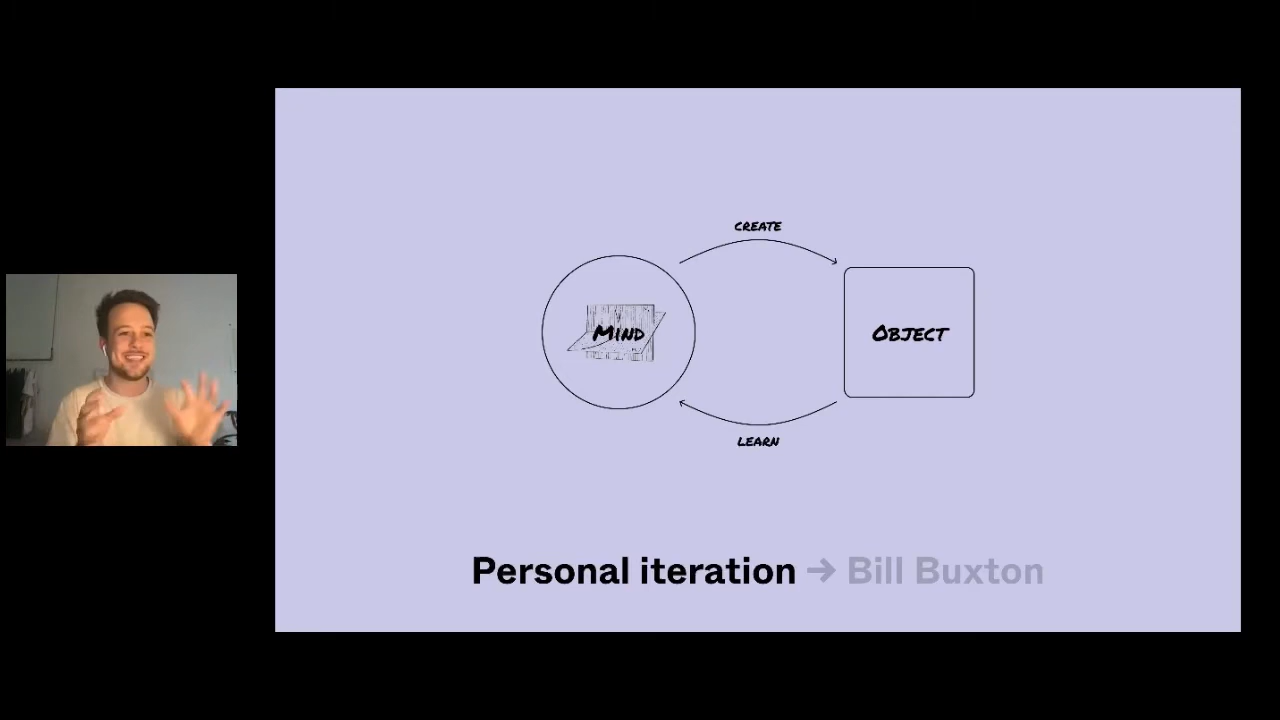 CREATE
MIND
OBJECT
LEARN
Personal iteration → Bill Buxton